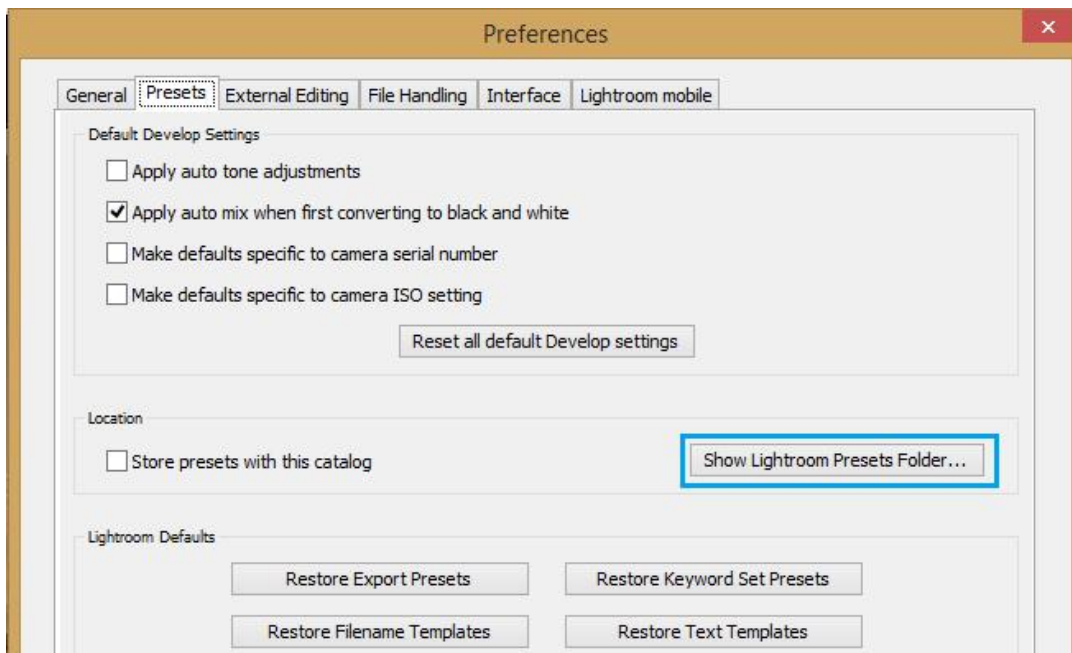 Preferences
General Presets External Editing File Handling Interface Lightroom mobile
Default Develop Settings
Apply auto tone adjustments
Apply auto mix when first converting to black and white
Make defaults specific to camera serial number
Make defaults specific to camera ISO setting
Reset all default Develop settings
Location
Store presets with this catalog Show Lightroom Presets Folder...
Lightroom Defaults
Restore Export Presets Restore Keyword Set Presets
Restore Filename Templates Restore Text Templates